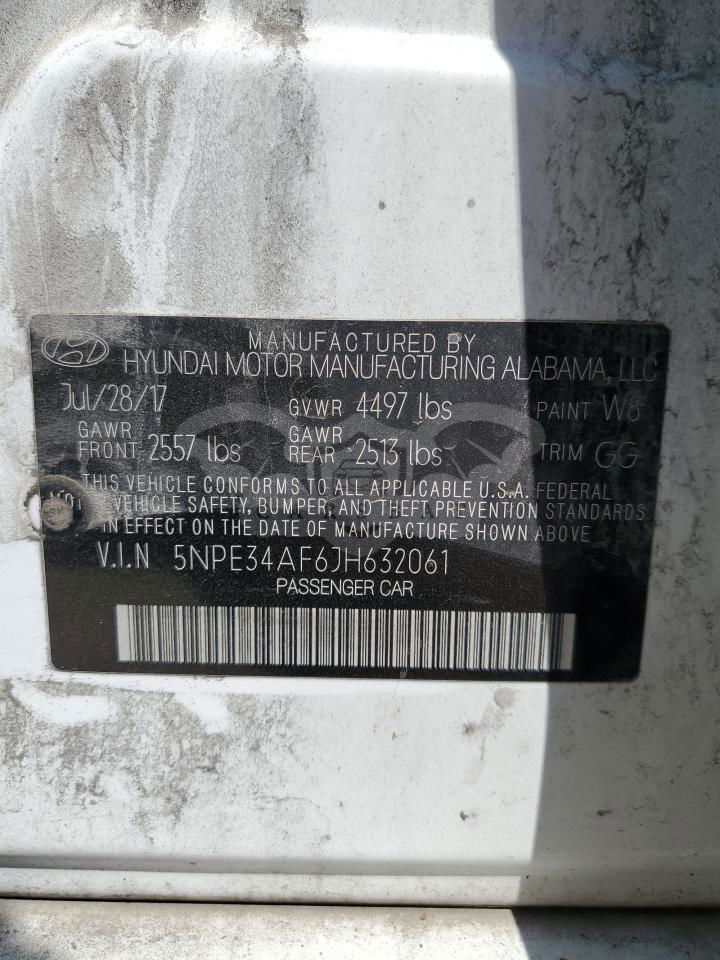 MANUFACTURED BY
HYUNDAI MOTOR MANUFACTURING ALABAMA, LLC
Jul/28/17 GVWR 4497 lbs PAINT W8
GAWR FRONT 2557 lbs GAWR REAR 2513 lbs TRIM GG
THIS VEHICLE CONFORMS TO ALL APPLICABLE U.S.A. FEDERAL
VEHICLE SAFETY, BUMPER, AND THEFT PREVENTION STANDARDS
IN EFFECT ON THE DATE OF MANUFACTURE SHOWN ABOVE
V.I.N 5NPE34AF6JH632061
PASSENGER CAR